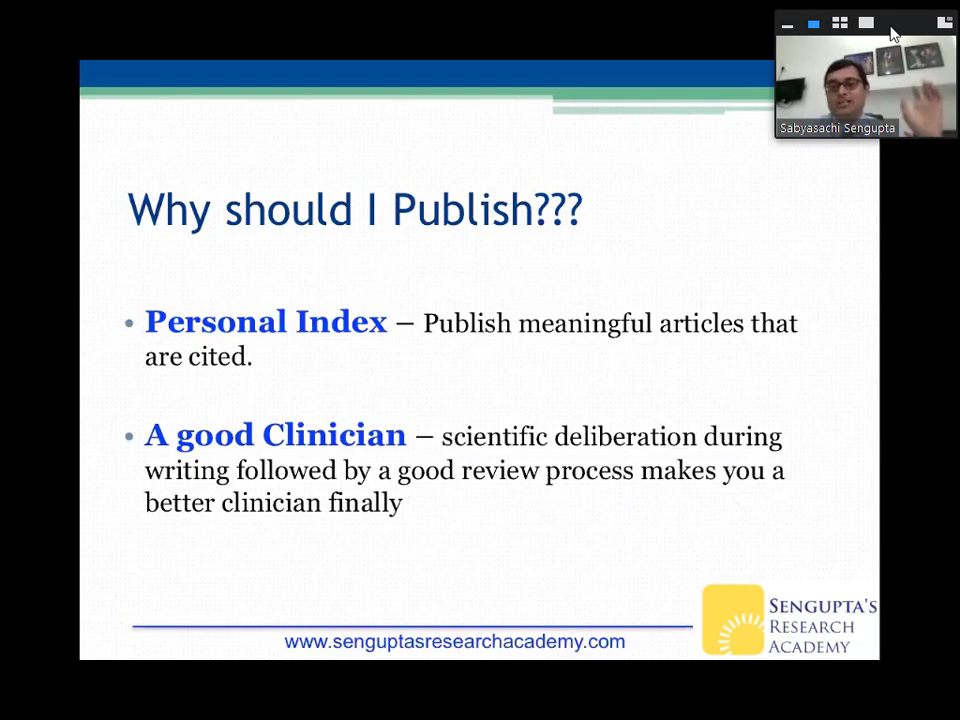 Sabyasachi Sengupta
Why should I Publish???
• Personal Index – Publish meaningful articles that
are cited.
• A good Clinician – scientific deliberation during
writing followed by a good review process makes you a
better clinician finally
www.senguptasresearchacademy.com
SENGUPTA'S
RESEARCH
ACADEMY